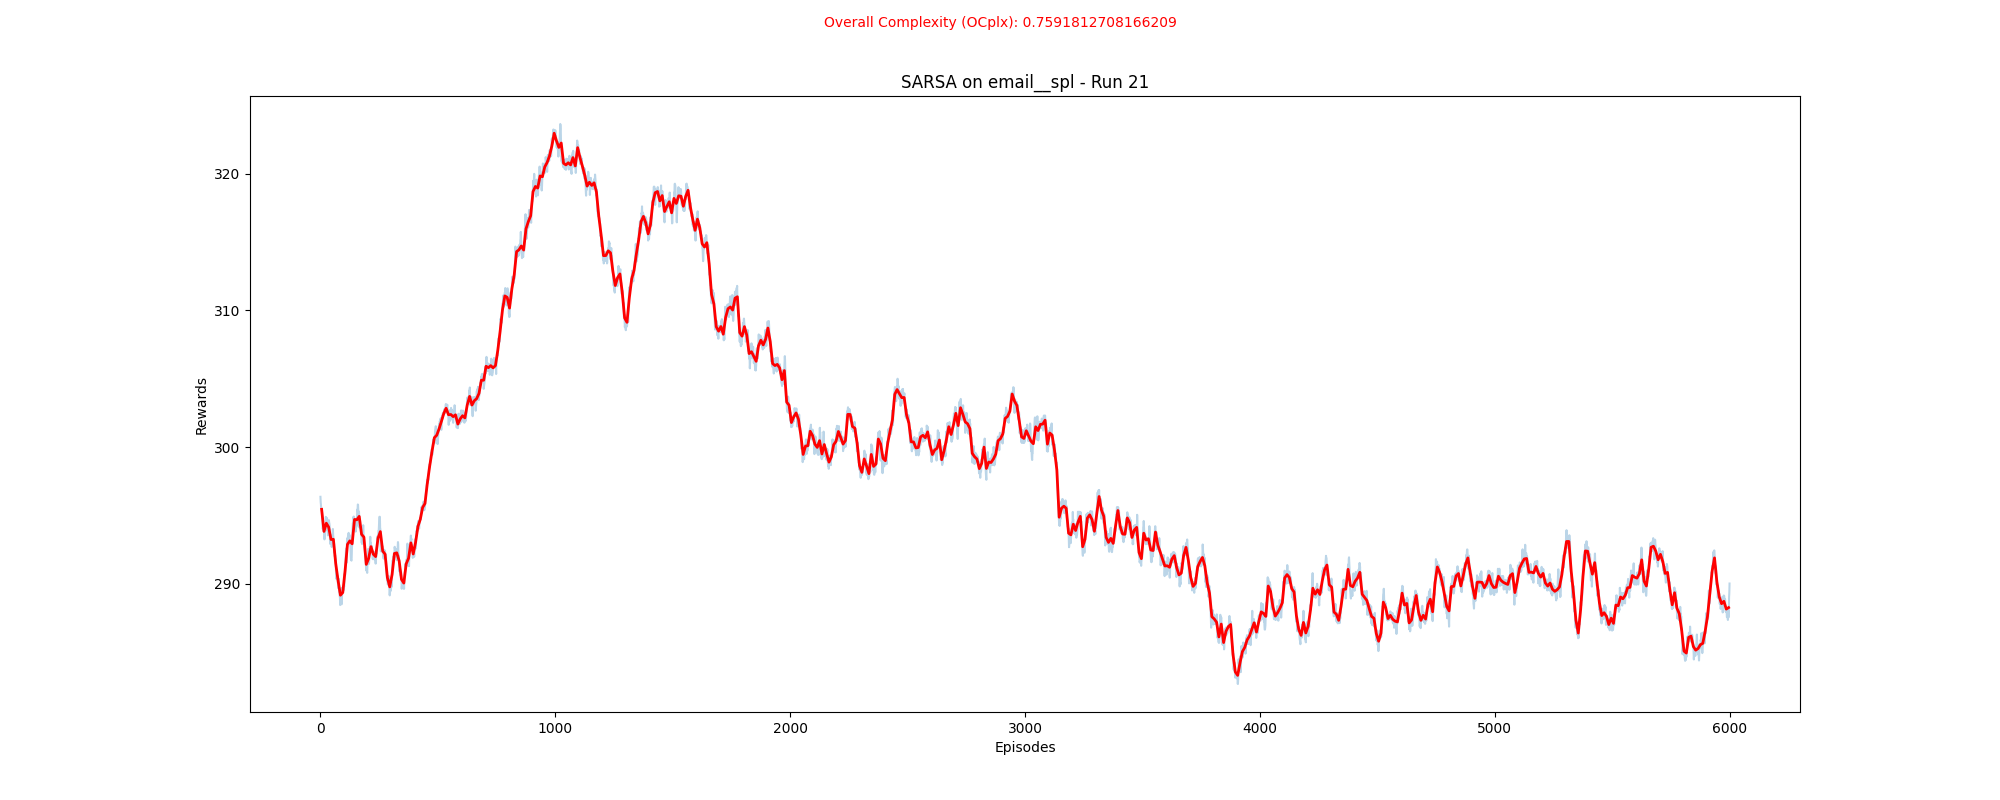 Overall Complexity (OCplx): 0.7591812708166209
SARSA on email__spl - Run 21
320
310
300
290
Rewards
0 1000 2000 3000 4000 5000 6000
Episodes